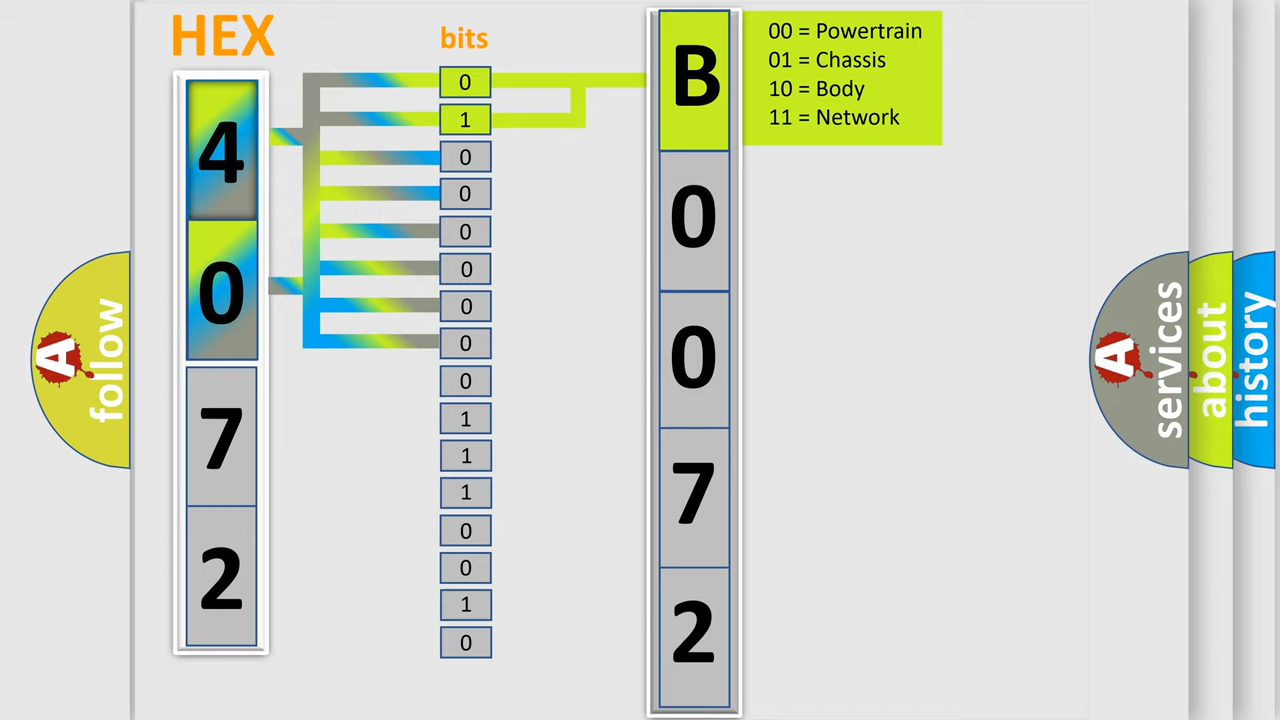 HEX
bits
4
0
7
2
0
1
0
0
0
0
0
0
0
1
1
1
0
0
1
0
B
0
0
7
2
00 = Powertrain
01 = Chassis
10 = Body
11 = Network
A
follow
A
services
about
history